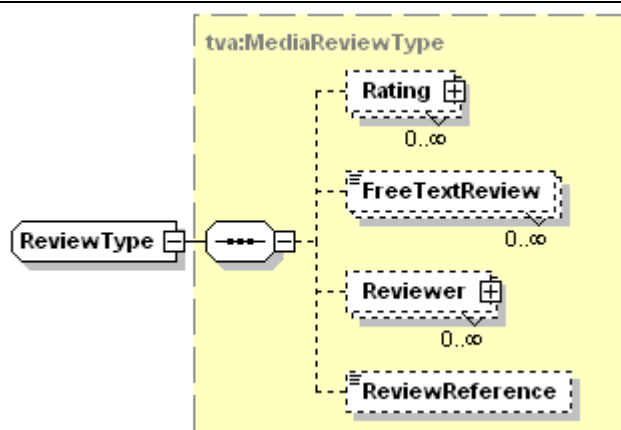 tva:MediaReviewType
Rating
0..∞
FreeTextReview
0..∞
ReviewType
Reviewer
0..∞
ReviewReference